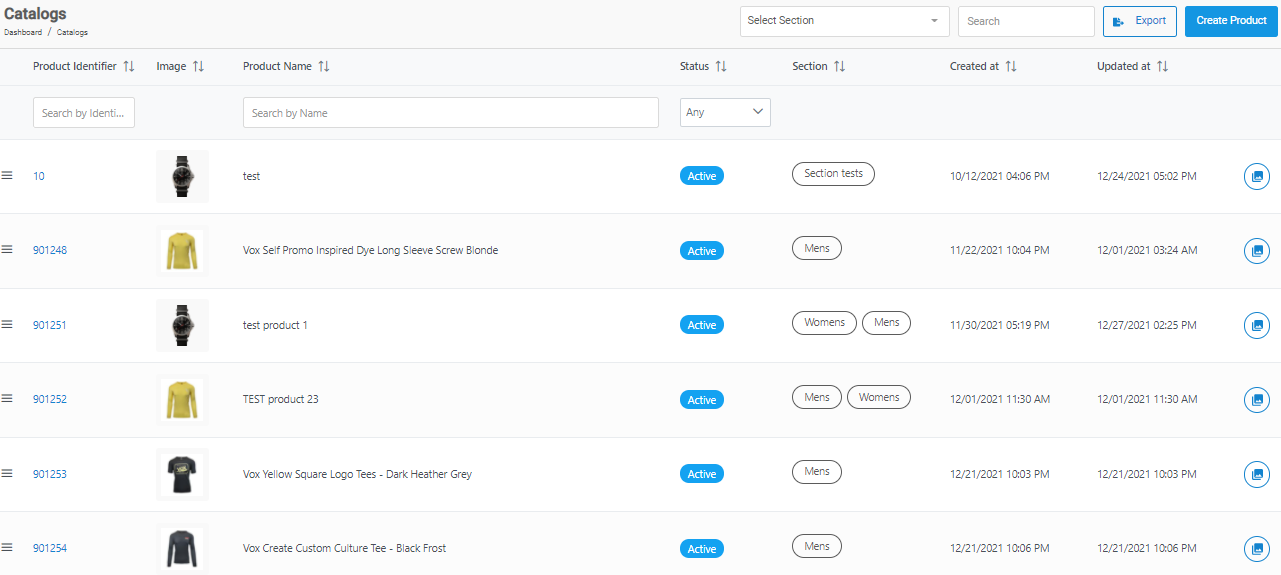 Catalogs
Dashboard / Catalogs
Select Section
Search
Export
Create Product
Product Identifier Image Product Name Status Section Created at Updated at
Search by Identi... Search by Name Any
10 test Active Section tests 10/12/2021 04:06 PM 12/24/2021 05:02 PM
901248 Vox Self Promo Inspired Dye Long Sleeve Screw Blonde Active Mens 11/22/2021 10:04 PM 12/01/2021 03:24 AM
901251 test product 1 Active Womens Mens 11/30/2021 05:19 PM 12/27/2021 02:25 PM
901252 TEST product 23 Active Mens Womens 12/01/2021 11:30 AM 12/01/2021 11:30 AM
901253 Vox Yellow Square Logo Tees - Dark Heather Grey Active Mens 12/21/2021 10:03 PM 12/21/2021 10:03 PM
901254 Vox Create Custom Culture Tee - Black Frost Active Mens 12/21/2021 10:06 PM 12/21/2021 10:06 PM